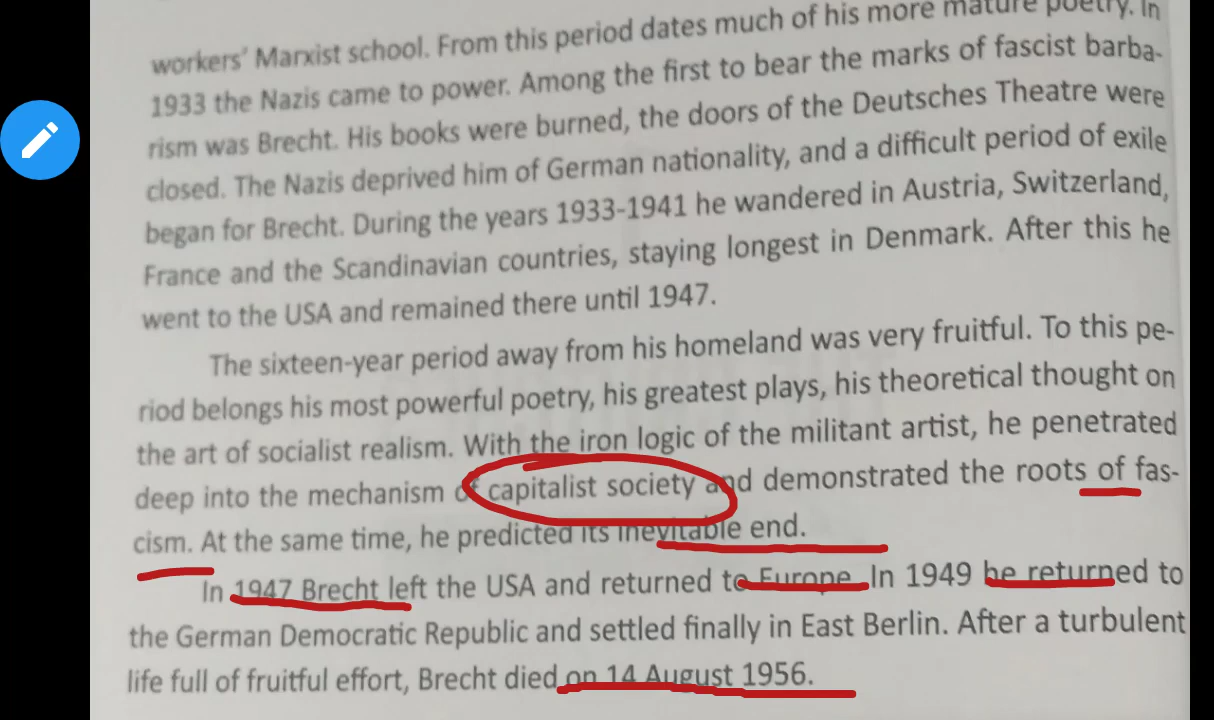 workers' Marxist school. From this period dates much of his more mature poetry. In
1933 the Nazis came to power. Among the first to bear the marks of fascist barba-
rism was Brecht. His books were burned, the doors of the Deutsches Theatre were
closed. The Nazis deprived him of German nationality, and a difficult period of exile
began for Brecht. During the years 1933-1941 he wandered in Austria, Switzerland,
France and the Scandinavian countries, staying longest in Denmark. After this he
went to the USA and remained there until 1947.
The sixteen-year period away from his homeland was very fruitful. To this pe-
riod belongs his most powerful poetry, his greatest plays, his theoretical thought on
the art of socialist realism. With the iron logic of the militant artist, he penetrated
deep into the mechanism of capitalist society and demonstrated the roots of fas-
cism. At the same time, he predicted its inevitable end.
In 1947 Brecht left the USA and returned to Europe. In 1949 he returned to
the German Democratic Republic and settled finally in East Berlin. After a turbulent
life full of fruitful effort, Brecht died on 14 August 1956.